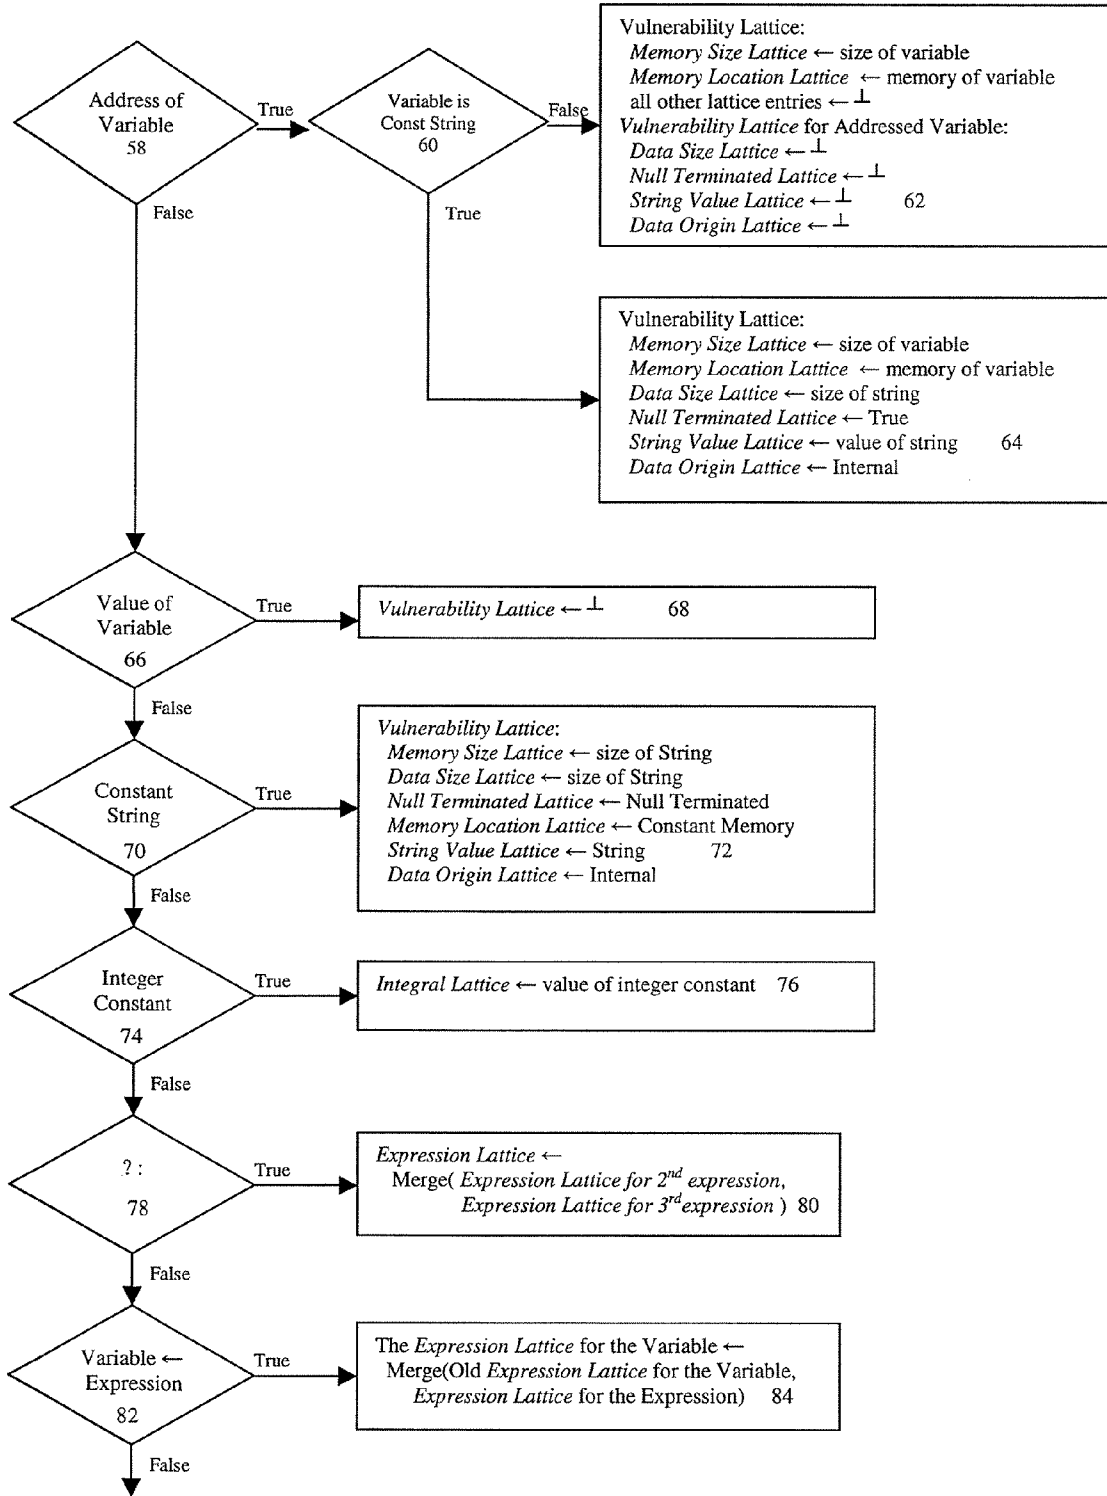 Address of
Variable
58
True
Variable is
Const String
60
False
Vulnerability Lattice:
Memory Size Lattice ← size of variable
Memory Location Lattice ← memory of variable
all other lattice entries ← ⊥
Vulnerability Lattice for Addressed Variable:
Data Size Lattice ← ⊥
Null Terminated Lattice ← ⊥
String Value Lattice ← ⊥ 62
Data Origin Lattice ← ⊥
False
True
Vulnerability Lattice:
Memory Size Lattice ← size of variable
Memory Location Lattice ← memory of variable
Data Size Lattice ← size of string
Null Terminated Lattice ← True
String Value Lattice ← value of string 64
Data Origin Lattice ← Internal
Value of
Variable
66
True
Vulnerability Lattice ← ⊥ 68
False
Constant
String
70
True
Vulnerability Lattice:
Memory Size Lattice ← size of String
Data Size Lattice ← size of String
Null Terminated Lattice ← Null Terminated
Memory Location Lattice ← Constant Memory
String Value Lattice ← String 72
Data Origin Lattice ← Internal
False
Integer
Constant
74
True
Integral Lattice ← value of integer constant 76
False
? :
78
True
Expression Lattice ←
Merge( Expression Lattice for 2nd expression,
Expression Lattice for 3rd expression ) 80
False
Variable ←
Expression
82
True
The Expression Lattice for the Variable ←
Merge(Old Expression Lattice for the Variable,
Expression Lattice for the Expression) 84
False